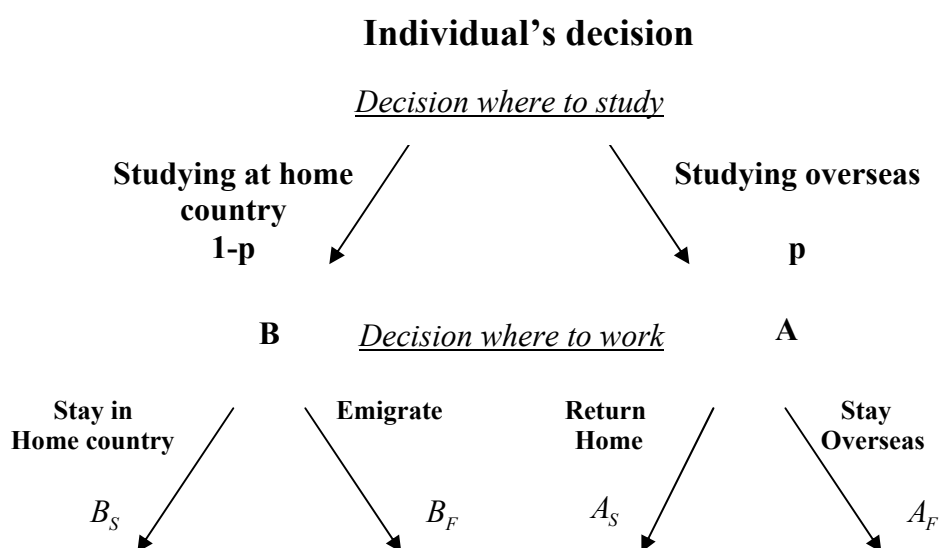 Individual's decision
Decision where to study
Studying at home
country
1-p
Studying overseas
p
B
Decision where to work
A
Stay in
Home country
Emigrate
Return
Home
Stay
Overseas
B_S
B_F
A_S
A_F